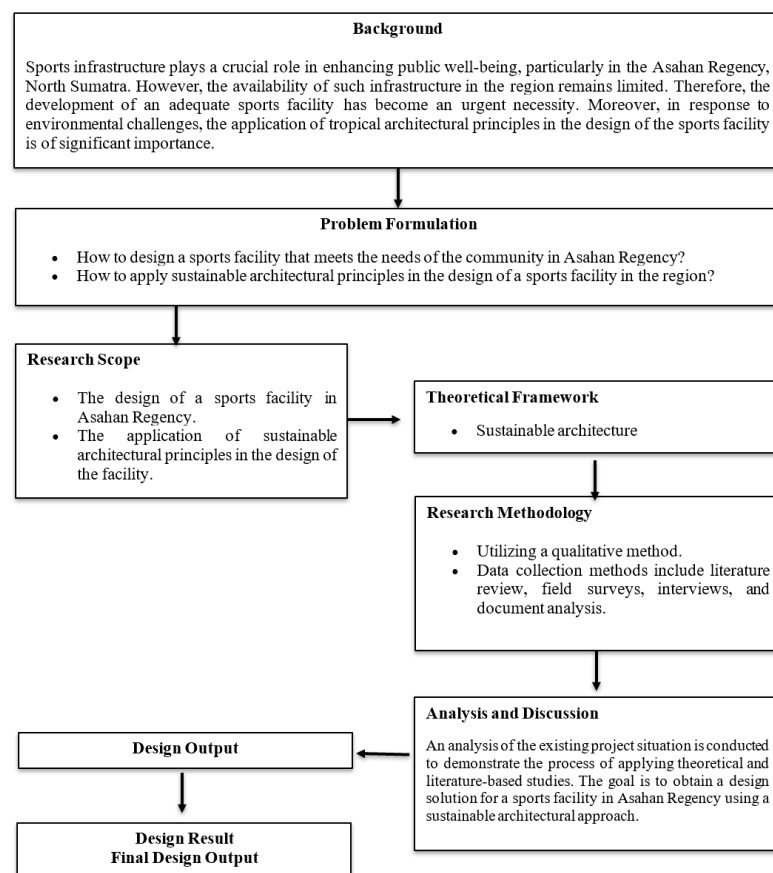 Background
Sports infrastructure plays a crucial role in enhancing public well-being, particularly in the Asahan Regency,
North Sumatra. However, the availability of such infrastructure in the region remains limited. Therefore, the
development of an adequate sports facility has become an urgent necessity. Moreover, in response to
environmental challenges, the application of tropical architectural principles in the design of the sports facility
is of significant importance.
Problem Formulation
• How to design a sports facility that meets the needs of the community in Asahan Regency?
• How to apply sustainable architectural principles in the design of a sports facility in the region?
Research Scope
• The design of a sports facility in
Asahan Regency.
• The application of sustainable
architectural principles in the design of
the facility.
Theoretical Framework
• Sustainable architecture
Research Methodology
• Utilizing a qualitative method.
• Data collection methods include literature
review, field surveys, interviews, and
document analysis.
Analysis and Discussion
An analysis of the existing project situation is conducted
to demonstrate the process of applying theoretical and
literature-based studies. The goal is to obtain a design
solution for a sports facility in Asahan Regency using a
sustainable architectural approach.
Design Output
Design Result
Final Design Output